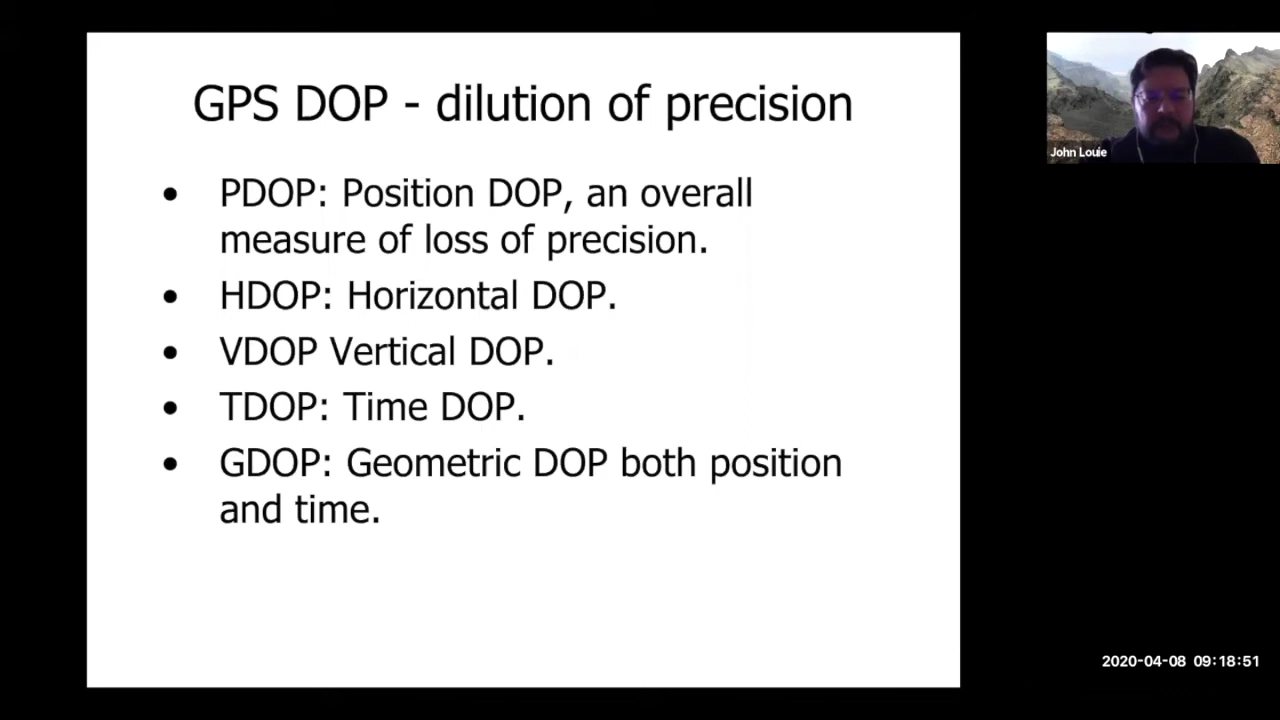 GPS DOP - dilution of precision
• PDOP: Position DOP, an overall
measure of loss of precision.
• HDOP: Horizontal DOP.
• VDOP Vertical DOP.
• TDOP: Time DOP.
• GDOP: Geometric DOP both position
and time.
John Louie
2020-04-08 09:18:51